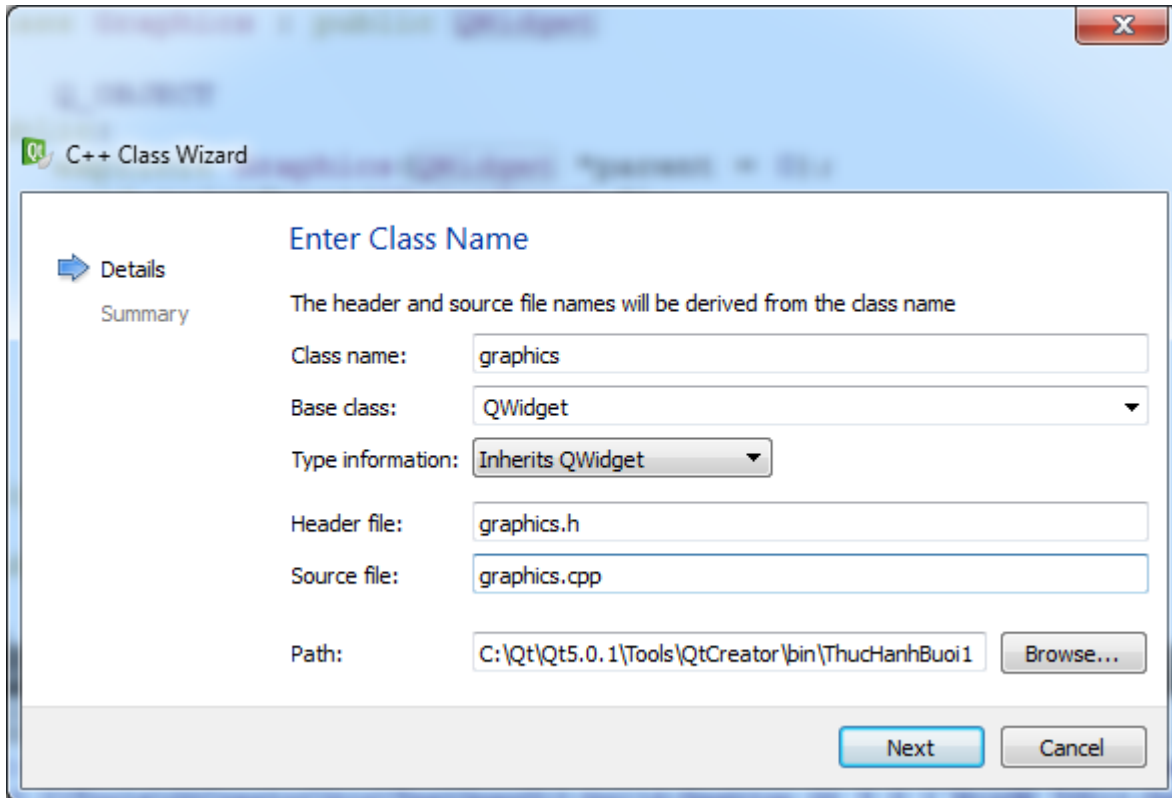 C++ Class Wizard
Enter Class Name
Details
Summary
The header and source file names will be derived from the class name
Class name: graphics
Base class: QWidget
Type information: Inherits QWidget
Header file: graphics.h
Source file: graphics.cpp
Path: C:\Qt\Qt5.0.1\Tools\QtCreator\bin\ThucHanhBuoi1 Browse...
Next Cancel